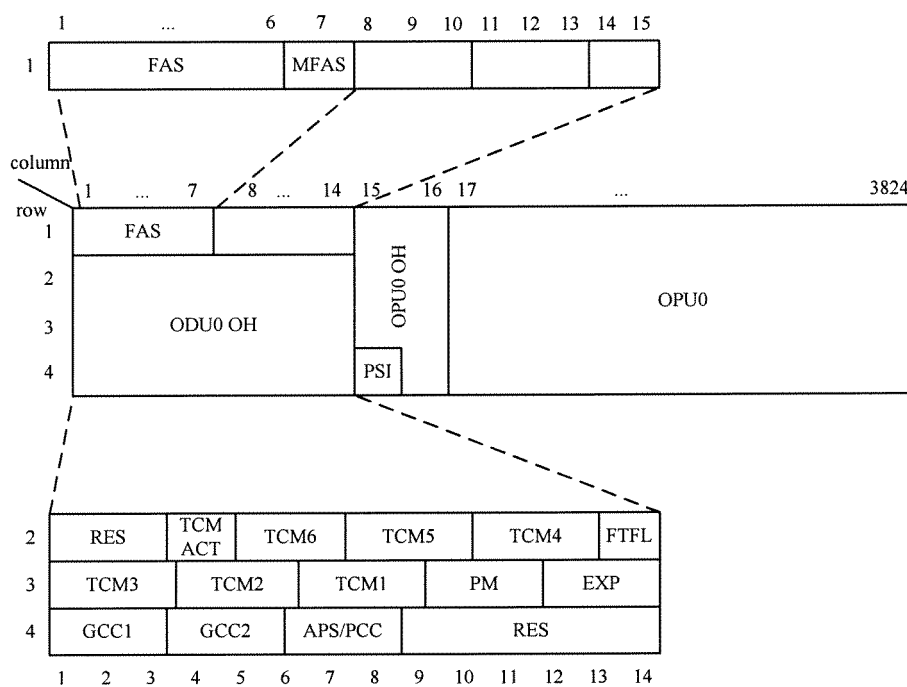 1 ... 6 7 8 9 10 11 12 13 14 15
1 FAS MFAS
column
1 ... 7 8 ... 14 15 16 17 ... 3824
row
1 FAS
2
3
4
ODU0 OH
OPU0 OH
PSI
OPU0
2 RES TCM ACT TCM6 TCM5 TCM4 FTFL
3 TCM3 TCM2 TCM1 PM EXP
4 GCC1 GCC2 APS/PCC RES
1 2 3 4 5 6 7 8 9 10 11 12 13 14